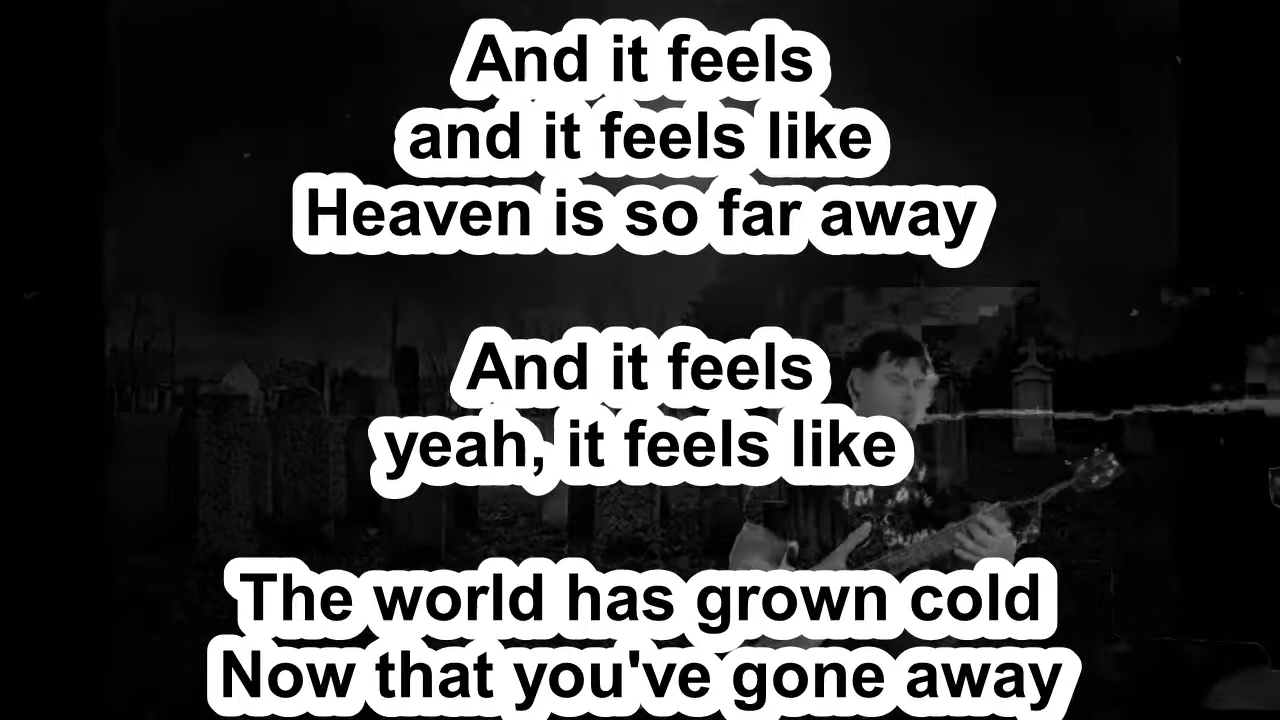 And it feels
and it feels like
Heaven is so far away
And it feels
yeah, it feels like
The world has grown cold
Now that you've gone away